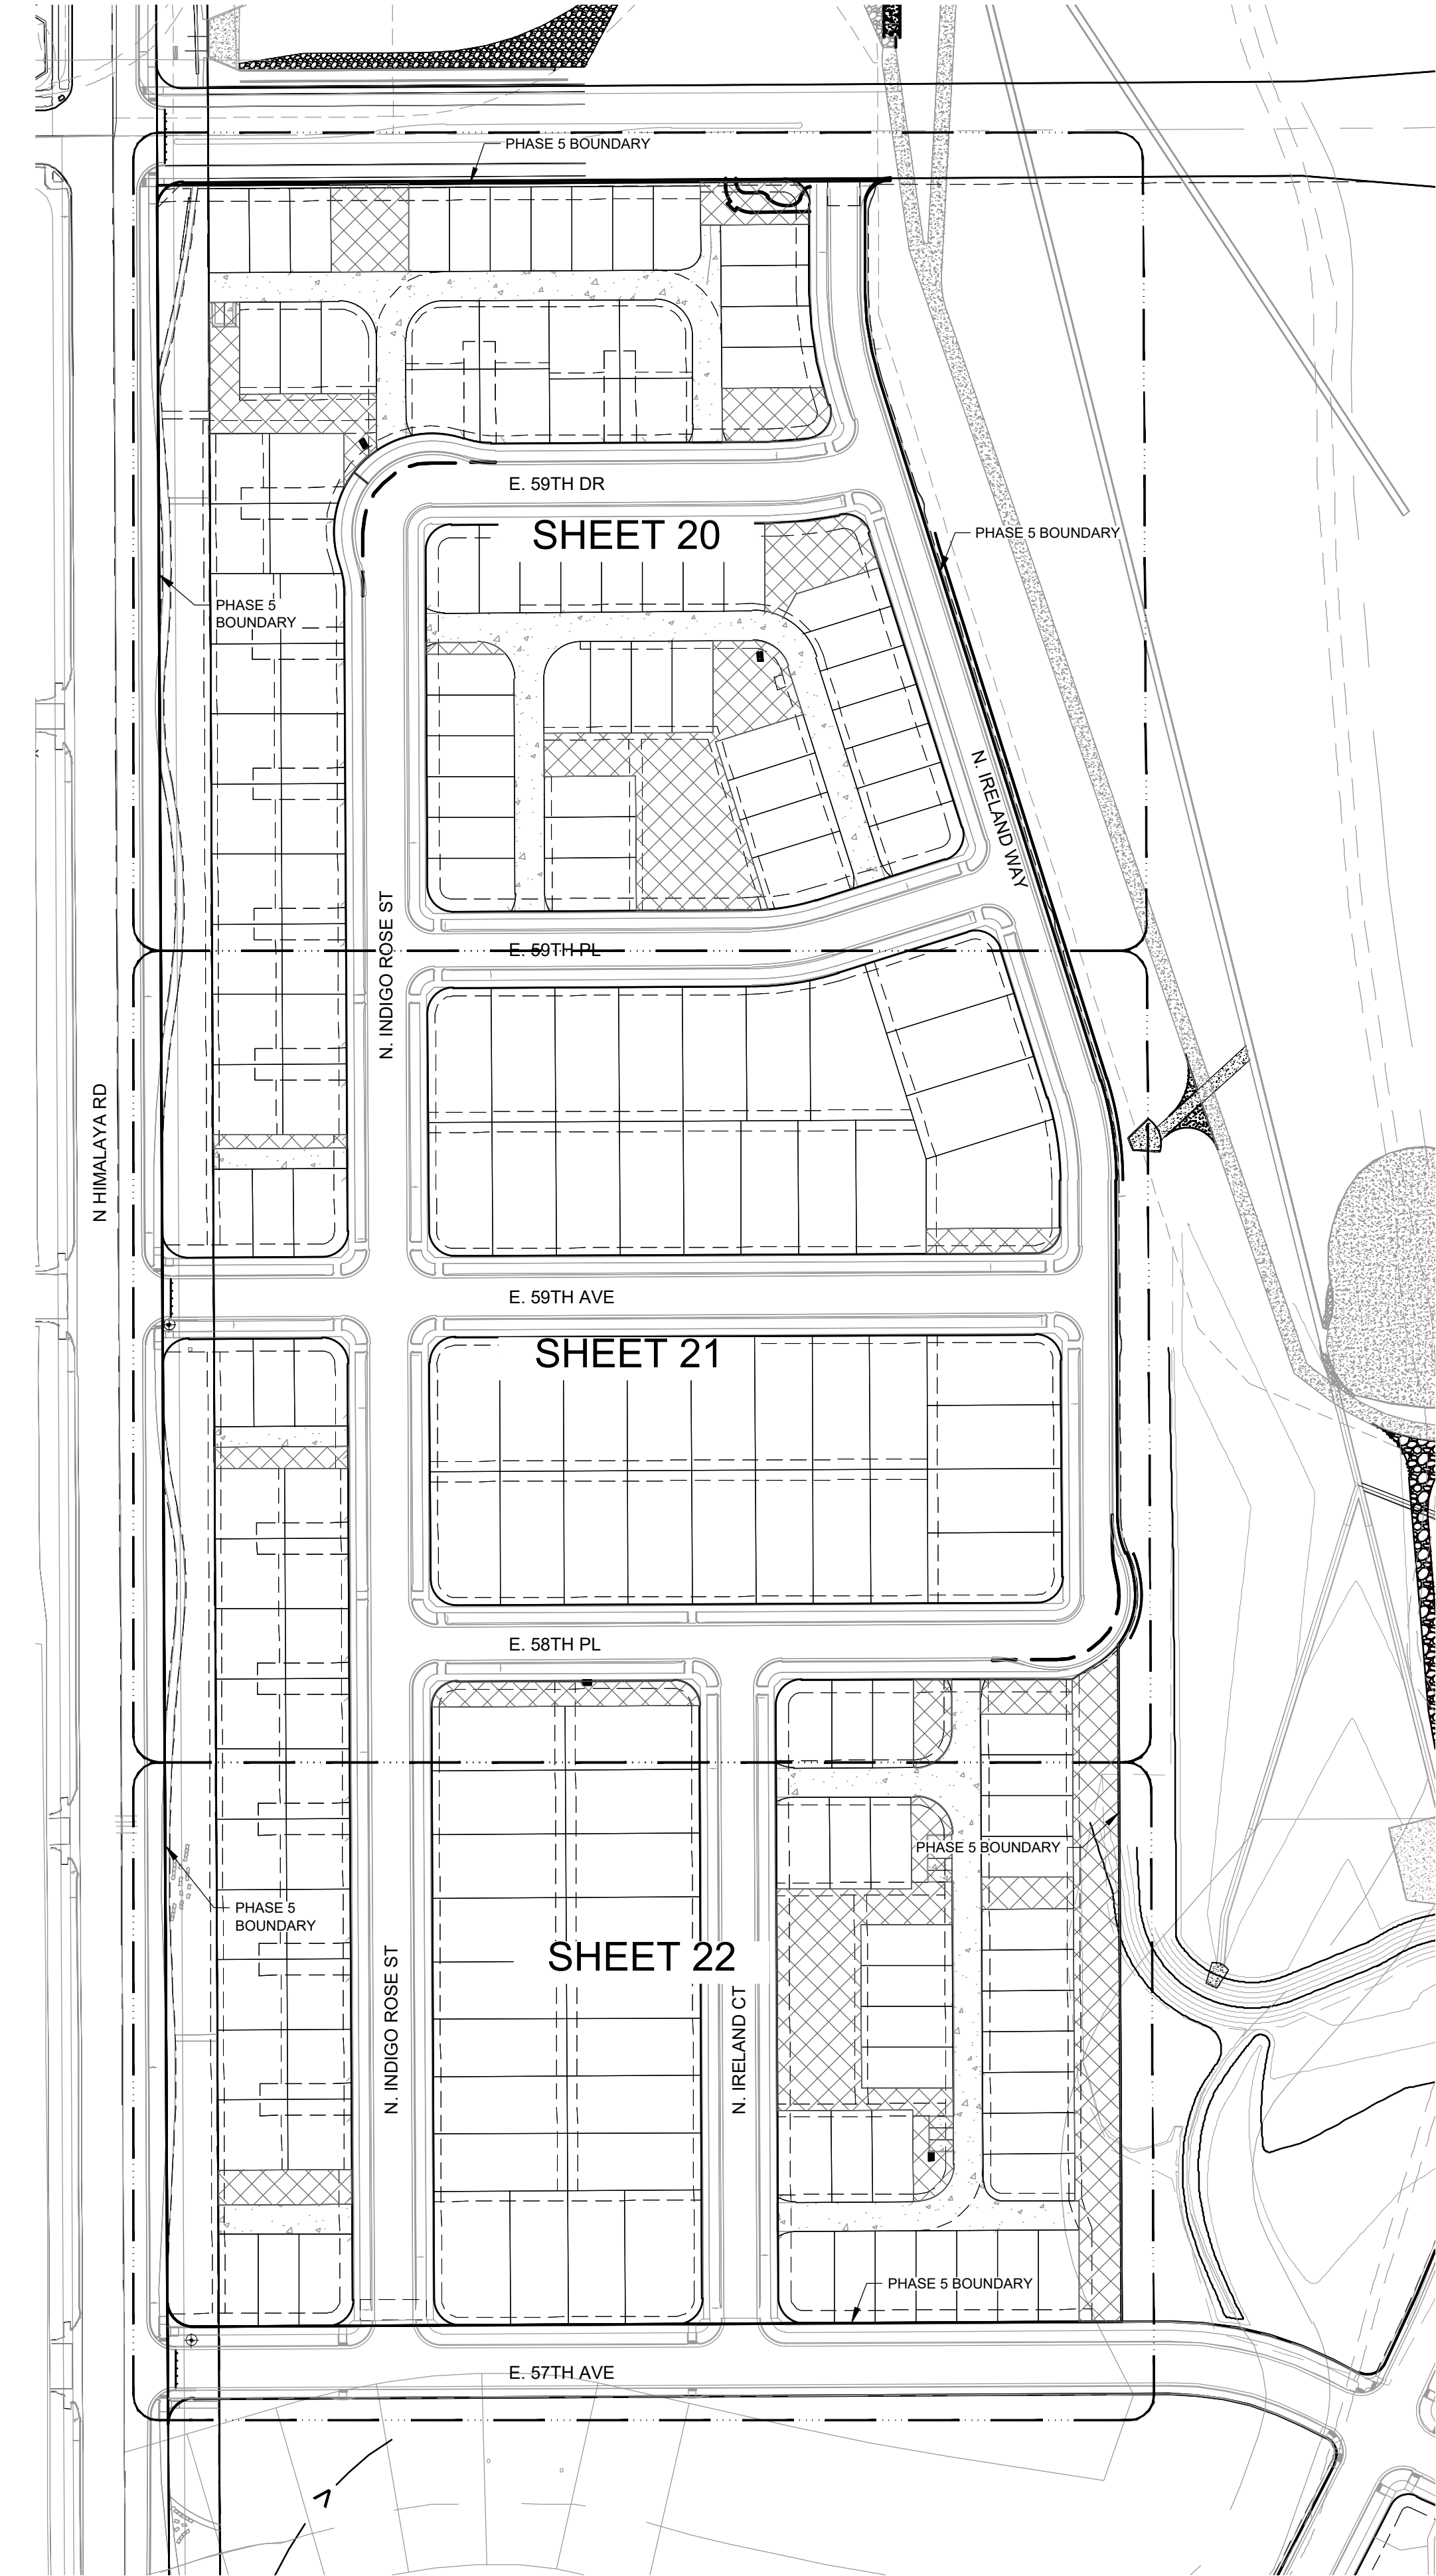 PHASE 5 BOUNDARY
E. 59TH DR
SHEET 20
PHASE 5 BOUNDARY
PHASE 5
BOUNDARY
N. IRELAND WAY
N. INDIGO ROSE ST
E. 59TH PL
N HIMALAYA RD
E. 59TH AVE
SHEET 21
E. 58TH PL
PHASE 5 BOUNDARY
PHASE 5
BOUNDARY
SHEET 22
N. INDIGO ROSE ST
N. IRELAND CT
PHASE 5 BOUNDARY
E. 57TH AVE